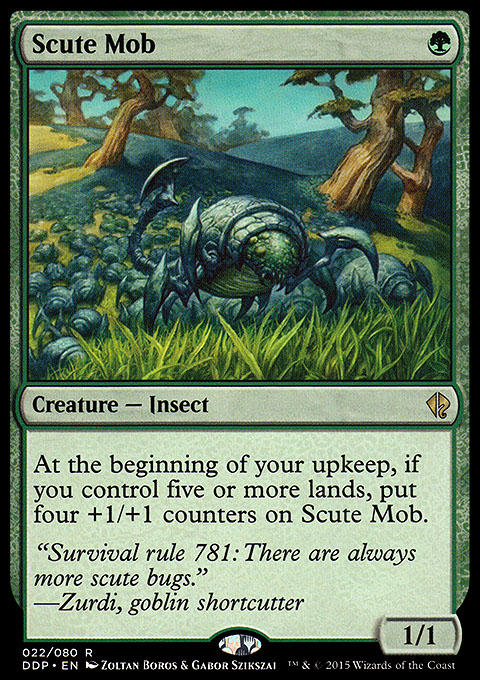 Scute Mob
Creature — Insect
At the beginning of your upkeep, if
you control five or more lands, put
four +1/+1 counters on Scute Mob.
“Survival rule 781: There are always
more scute bugs.”
—Zurdi, goblin shortcutter
1/1
022/080 R
DDP • EN Zoltan Boros & Gabor Szikszai ™ & © 2015 Wizards of the Coast